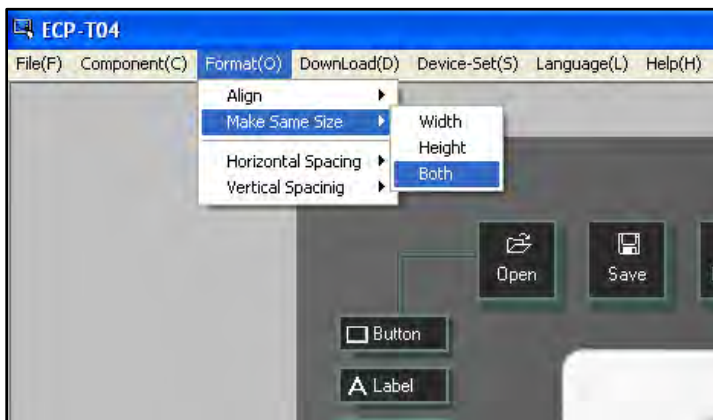 ECP-T04
File(F) Component(C) Format(O) DownLoad(D) Device-Set(S) Language(L) Help(H)
Align
Make Same Size
Width
Height
Horizontal Spacing
Both
Vertical Spacinig
Open
Save
Button
A Label